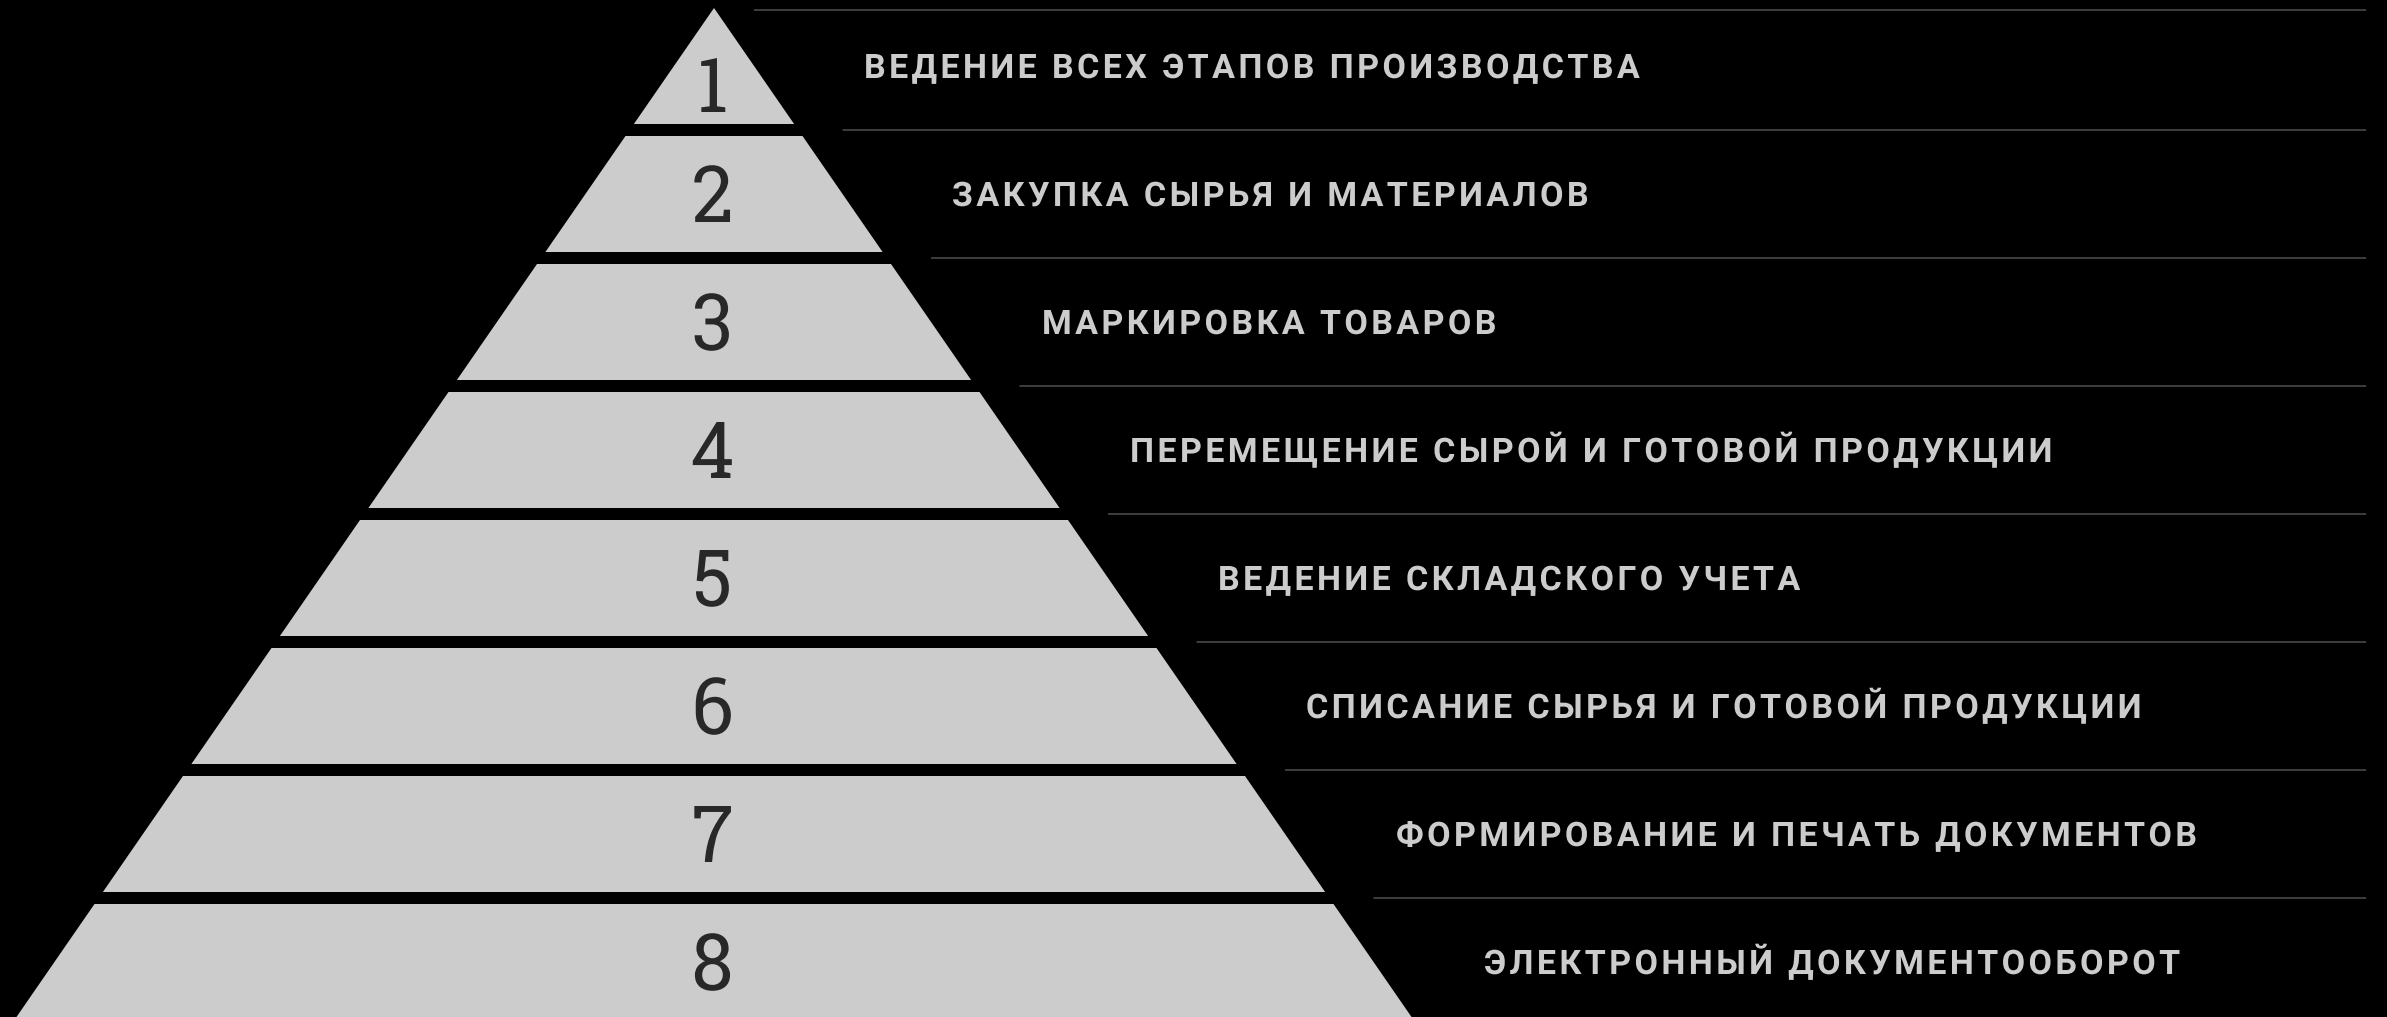 1
ВЕДЕНИЕ ВСЕХ ЭТАПОВ ПРОИЗВОДСТВА
2
ЗАКУПКА СЫРЬЯ И МАТЕРИАЛОВ
3
МАРКИРОВКА ТОВАРОВ
4
ПЕРЕМЕЩЕНИЕ СЫРОЙ И ГОТОВОЙ ПРОДУКЦИИ
5
ВЕДЕНИЕ СКЛАДСКОГО УЧЕТА
6
СПИСАНИЕ СЫРЬЯ И ГОТОВОЙ ПРОДУКЦИИ
7
ФОРМИРОВАНИЕ И ПЕЧАТЬ ДОКУМЕНТОВ
8
ЭЛЕКТРОННЫЙ ДОКУМЕНТООБОРОТ